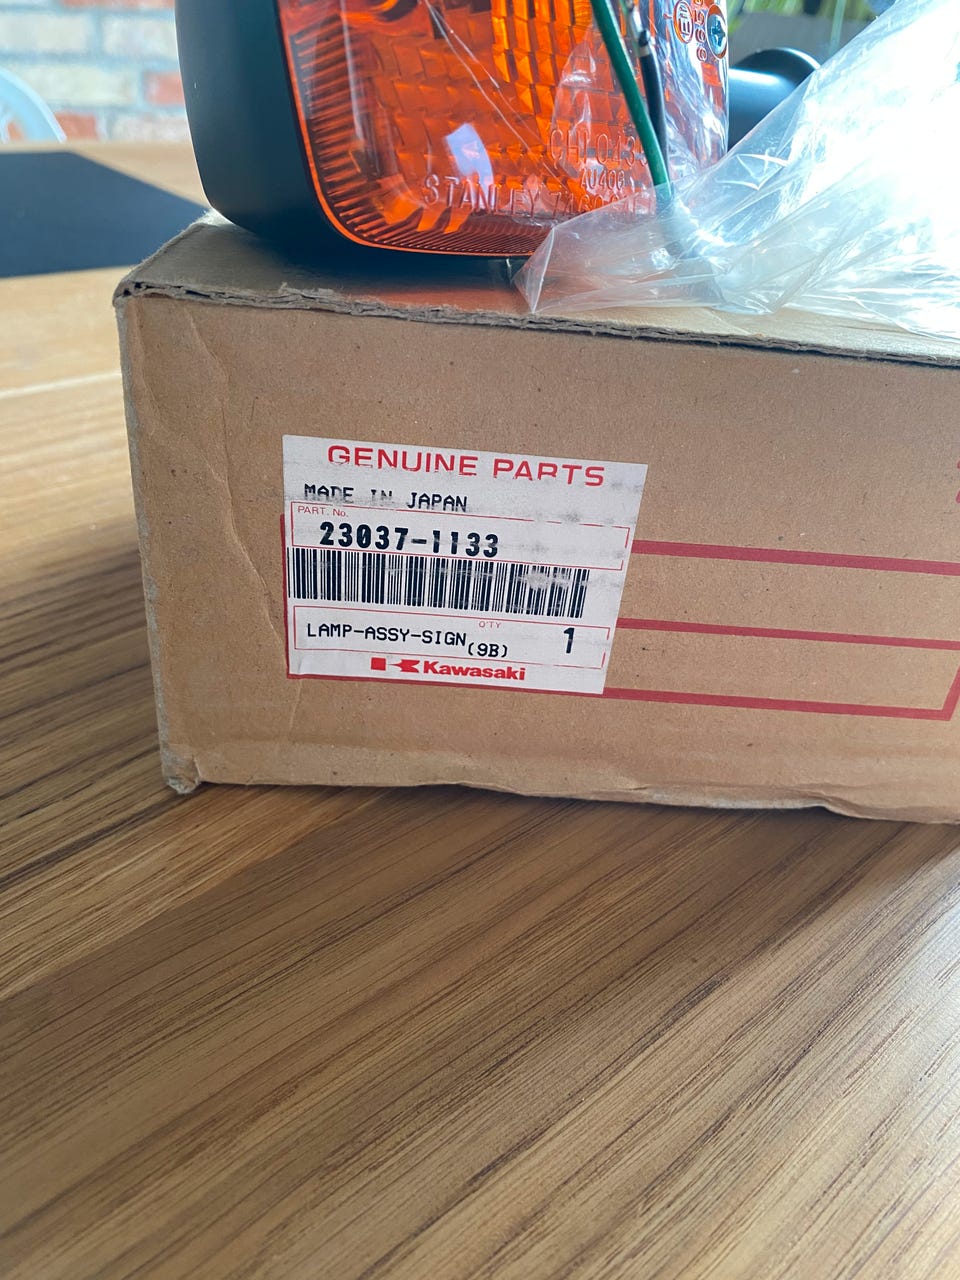 STANLEY
GENUINE PARTS
MADE IN JAPAN
PART. No.
23037-1133
Q'TY
LAMP-ASSY-SIGN(9B) 1
Kawasaki